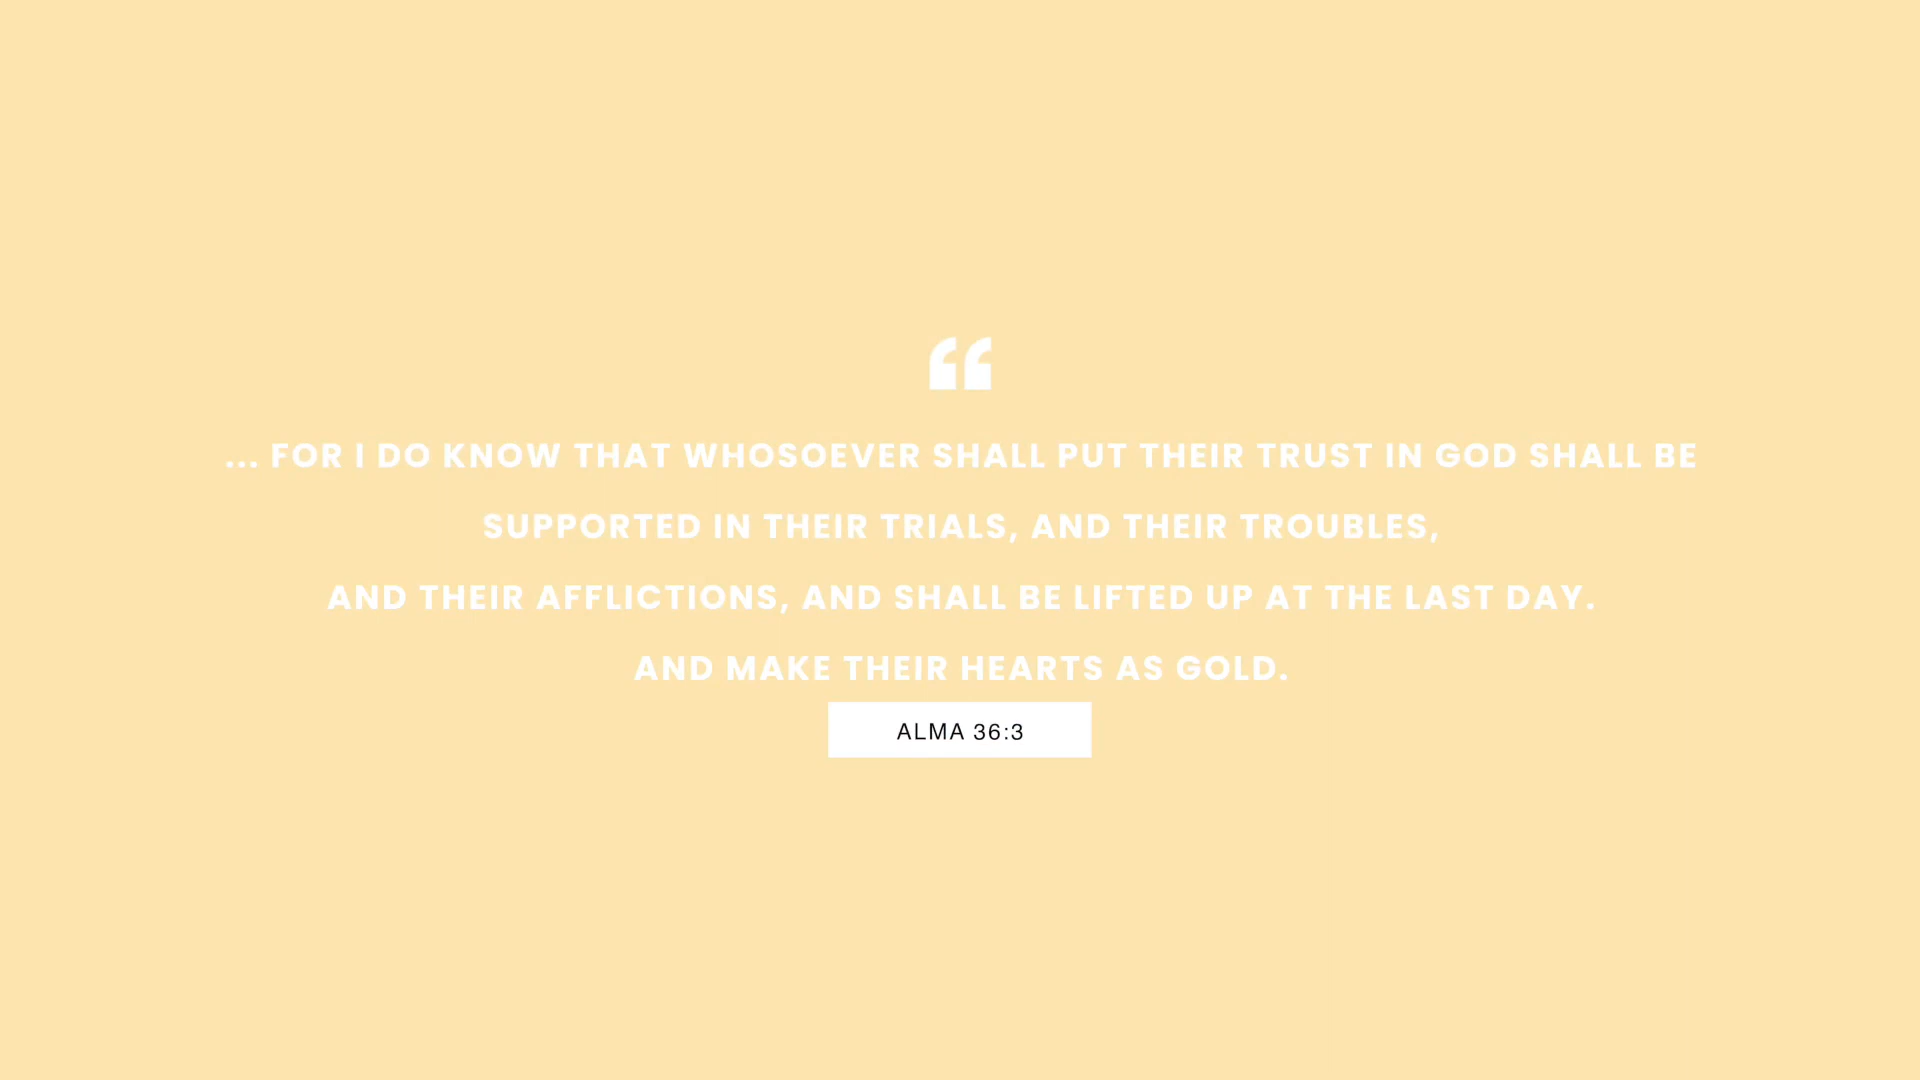 “
... FOR I DO KNOW THAT WHOSOEVER SHALL PUT THEIR TRUST IN GOD SHALL BE
SUPPORTED IN THEIR TRIALS, AND THEIR TROUBLES,
AND THEIR AFFLICTIONS, AND SHALL BE LIFTED UP AT THE LAST DAY.
AND MAKE THEIR HEARTS AS GOLD.
ALMA 36:3